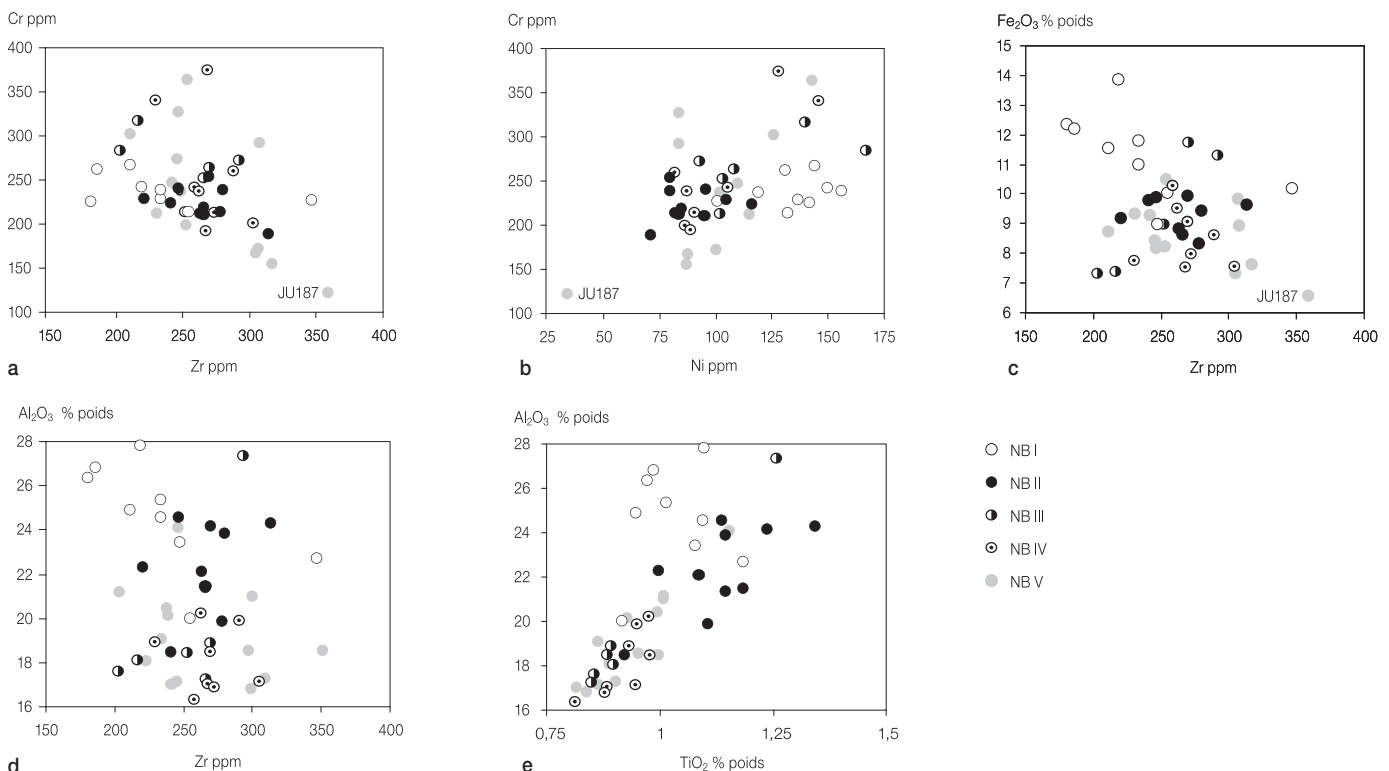 Cr ppm
400
350
300
250
200
150
100
JU187
150
200
250
300
350
400
Zr ppm
a
Cr ppm
400
350
300
250
200
150
100
JU187
25
50
75
100
125
150
175
Ni ppm
b
Fe₂O₃ % poids
15
14
13
12
11
10
9
8
7
6
JU187
150
200
250
300
350
400
Zr ppm
c
Al₂O₃ % poids
28
26
24
22
20
18
16
150
200
250
300
350
400
Zr ppm
d
Al₂O₃ % poids
28
26
24
22
20
18
16
0,75
1
1,25
1,5
TiO₂ % poids
e
NB I
NB II
NB III
NB IV
NB V